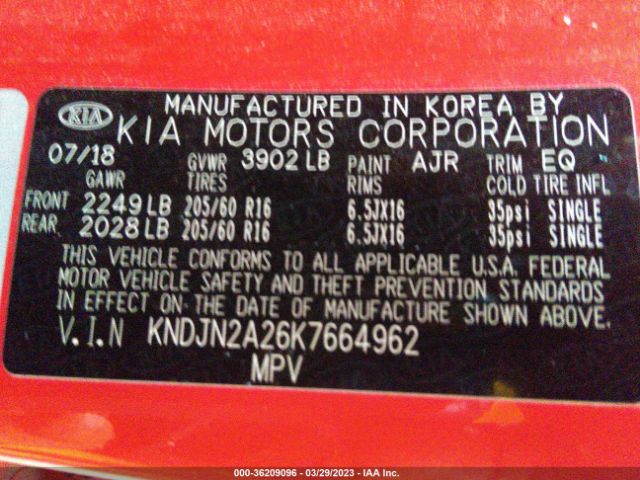 KIA
MANUFACTURED IN KOREA BY
KIA MOTORS CORPORATION
07/18 GVWR 3902 LB PAINT AJR TRIM EQ
GAWR TIRES RIMS COLD TIRE INFL
FRONT 2249 LB 205/60 R16 6.5JX16 35psi SINGLE
REAR 2028 LB 205/60 R16 6.5JX16 35psi SINGLE
THIS VEHICLE CONFORMS TO ALL APPLICABLE U.S.A. FEDERAL
MOTOR VEHICLE SAFETY AND THEFT PREVENTION STANDARDS
IN EFFECT ON THE DATE OF MANUFACTURE SHOWN ABOVE.
V.I.N KNDJN2A26K7664962
MPV
000-36209096 - 03/29/2023 - IAA Inc.